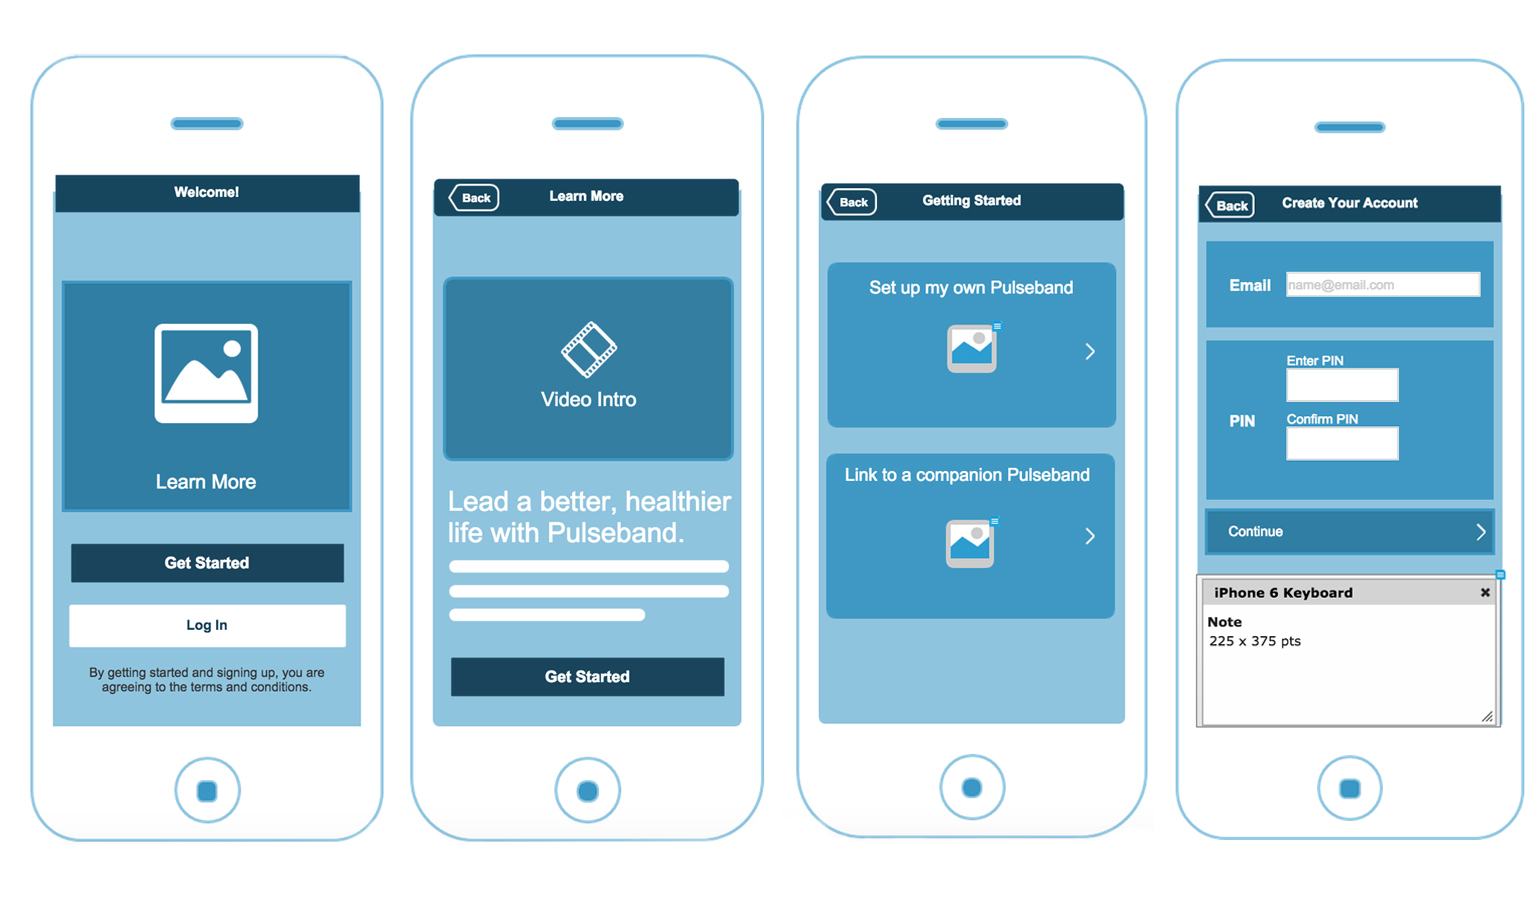 Welcome!
Learn More
Get Started
Log In
By getting started and signing up, you are
agreeing to the terms and conditions.
Back
Learn More
Video Intro
Lead a better, healthier
life with Pulseband.
Get Started
Back
Getting Started
Set up my own Pulseband
Link to a companion Pulseband
Back
Create Your Account
Email
name@email.com
Enter PIN
PIN
Confirm PIN
Continue
iPhone 6 Keyboard
Note
225 x 375 pts